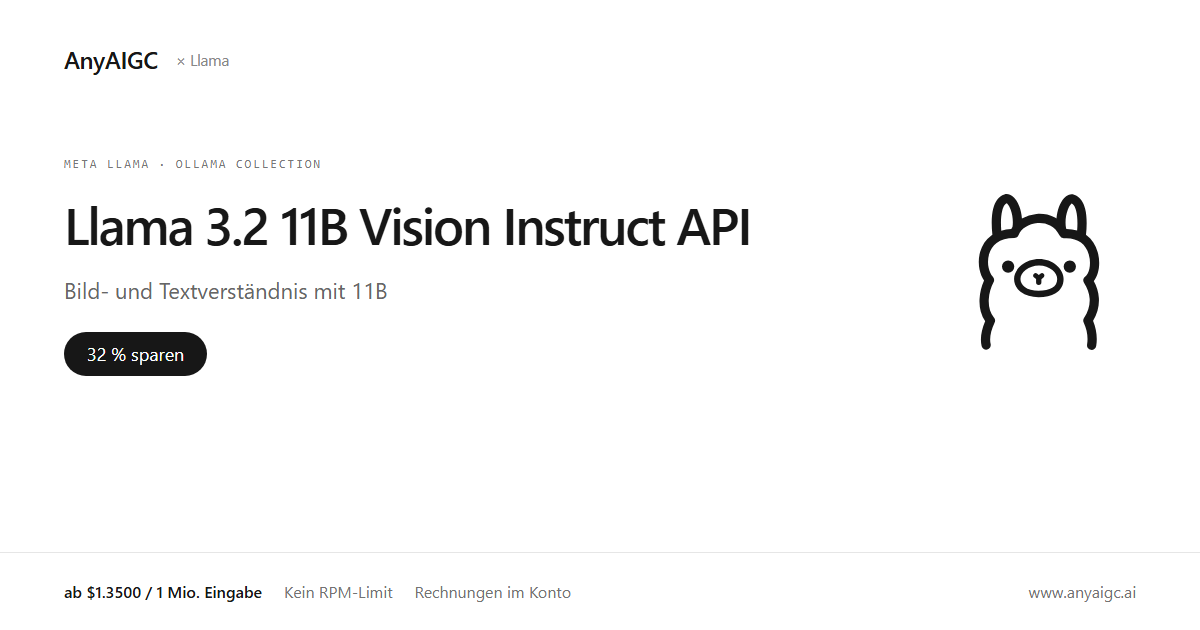 AnyAIGC × Llama
META LLAMA · OLLAMA COLLECTION
Llama 3.2 11B Vision Instruct API
Bild- und Textverständnis mit 11B
32 % sparen
ab $1.3500 / 1 Mio. Eingabe Kein RPM-Limit Rechnungen im Konto www.anyaigc.ai